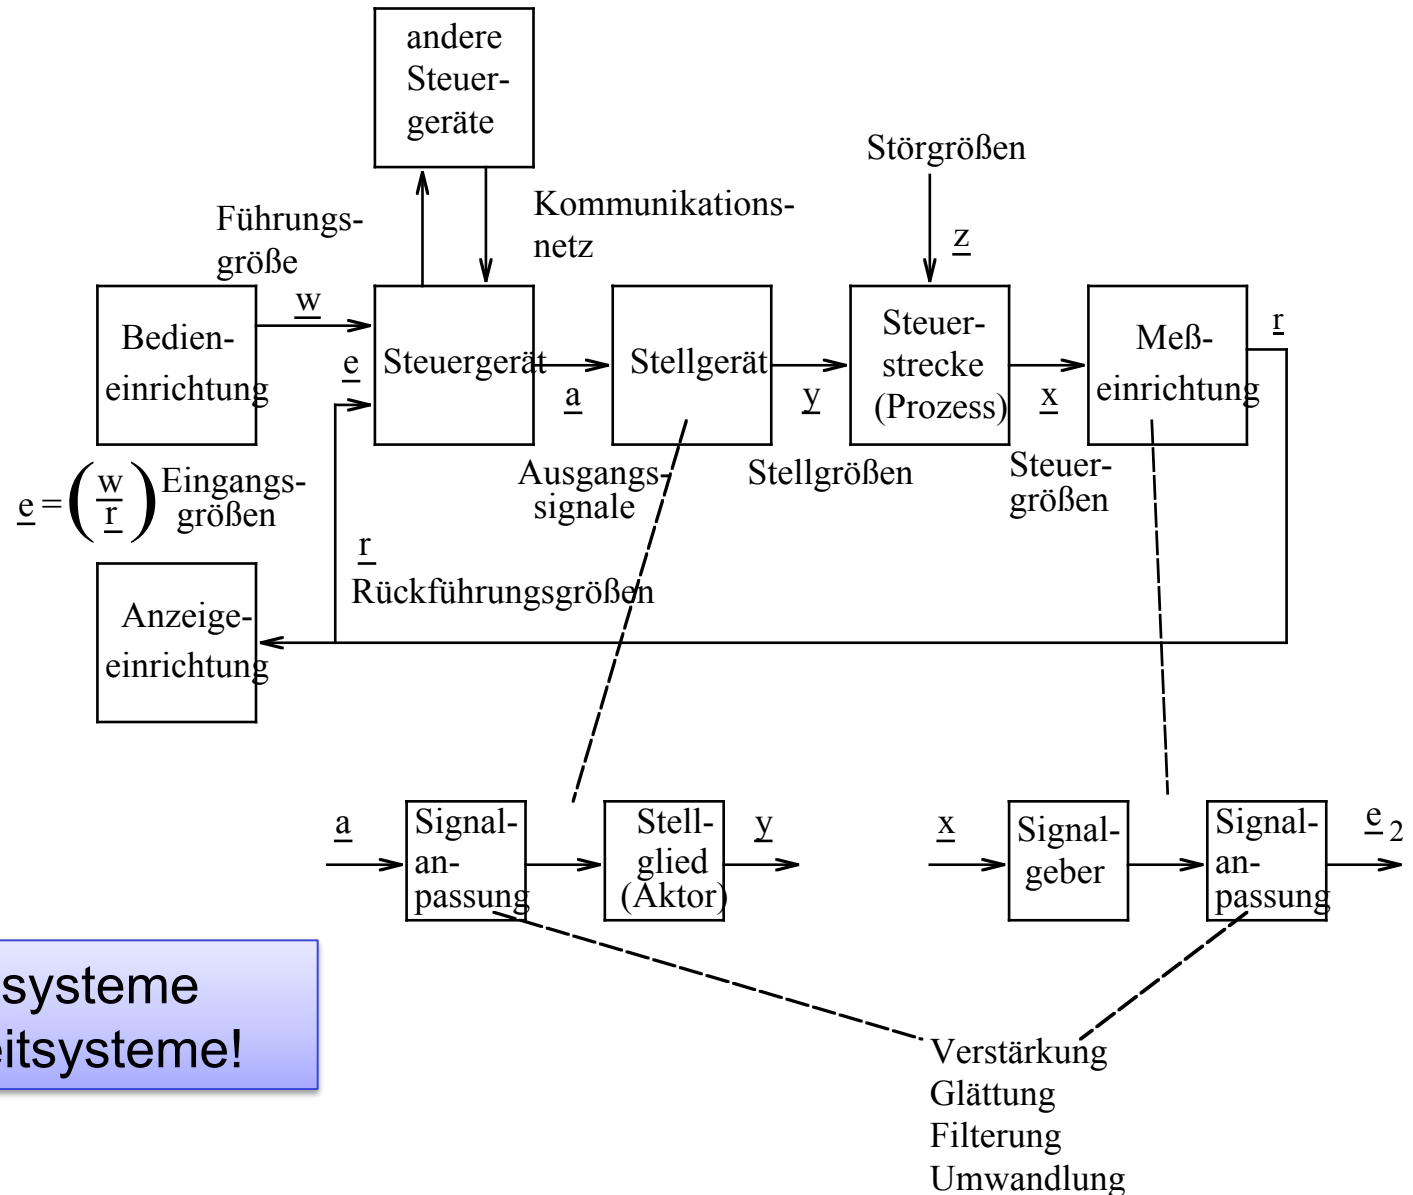 andere
Steuer-
geräte
Störgrößen
Führungs-
größe
Kommunikations-
netz
z
w
Bedien-
einrichtung
e
Steuergerät
a
Stellgerät
y
Steuer-
strecke
(Prozess)
x
Meß-
einrichtung
r
e = ( w
r )
Eingangs-
größen
Ausgangs-
signale
Stellgrößen
Steuer-
größen
r
Rückführungsgrößen
Anzeige-
einrichtung
a
Signal-
an-
passung
Stell-
glied
(Aktor)
y
x
Signal-
geber
Signal-
an-
passung
e 2
systeme
eitsysteme!
Verstärkung
Glättung
Filterung
Umwandlung